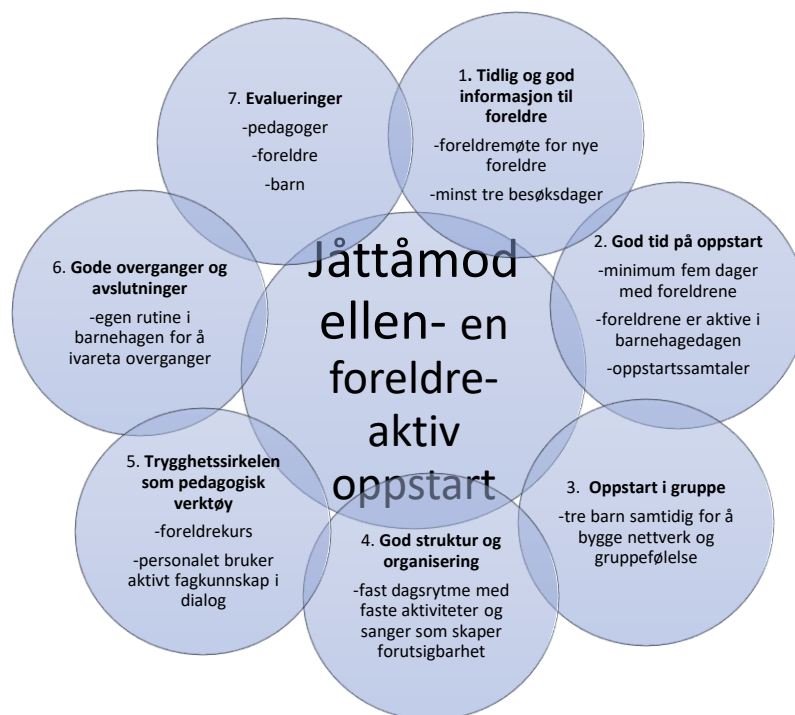 Jåttåmod
ellen- en
foreldre-
aktiv
oppstart
1. Tidlig og god
informasjon til
foreldre
-foreldremøte for nye
foreldre
-minst tre besøksdager
2. God tid på oppstart
-minimum fem dager
med foreldrene
-foreldrene er aktive i
barnehagedagen
-oppstartssamtaler
3. Oppstart i gruppe
-tre barn samtidig for å
bygge nettverk og
gruppefølelse
4. God struktur og
organisering
-fast dagsrytme med
faste aktiviteter og
sanger som skaper
forutsigbarhet
5. Trygghetssirkelen
som pedagogisk
verktøy
-foreldrekurs
-personalet bruker
aktivt fagkunnskap i
dialog
6. Gode overganger og
avslutninger
-egen rutine i
barnehagen for å
ivareta overganger
7. Evalueringer
-pedagoger
-foreldre
-barn